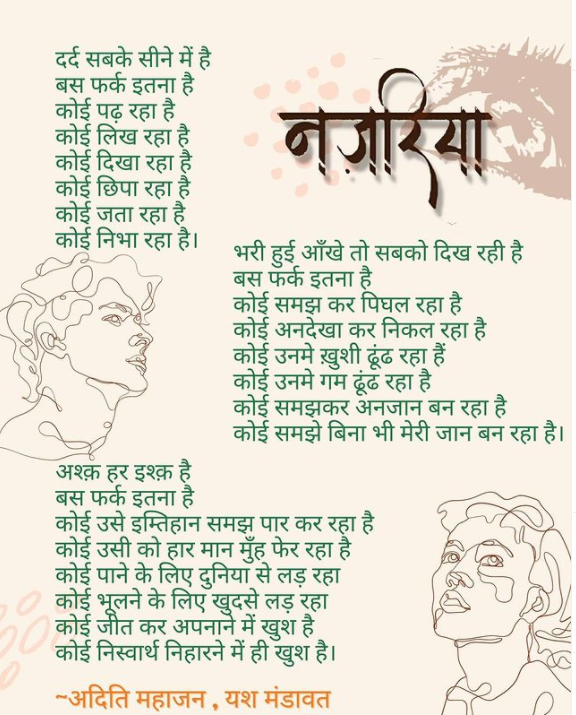 नज़रिया
दर्द सबके सीने में है
बस फर्क इतना है
कोई पढ़ रहा है
कोई लिख रहा है
कोई दिखा रहा है
कोई छिपा रहा है
कोई जता रहा है
कोई निभा रहा है।
भरी हुई आँखे तो सबको दिख रही है
बस फर्क इतना है
कोई समझ कर पिघल रहा है
कोई अनदेखा कर निकल रहा है
कोई उनमे ख़ुशी ढूंढ रहा हैं
कोई उनमे गम ढूंढ रहा है
कोई समझकर अनजान बन रहा है
कोई समझे बिना भी मेरी जान बन रहा है।
अश्क़ हर इश्क़ है
बस फर्क इतना है
कोई उसे इम्तिहान समझ पार कर रहा है
कोई उसी को हार मान मुँह फेर रहा है
कोई पाने के लिए दुनिया से लड़ रहा
कोई भूलने के लिए खुदसे लड़ रहा
कोई जीत कर अपनाने में खुश है
कोई निस्वार्थ निहारने में ही खुश है।
~अदिति महाजन , यश मंडावत